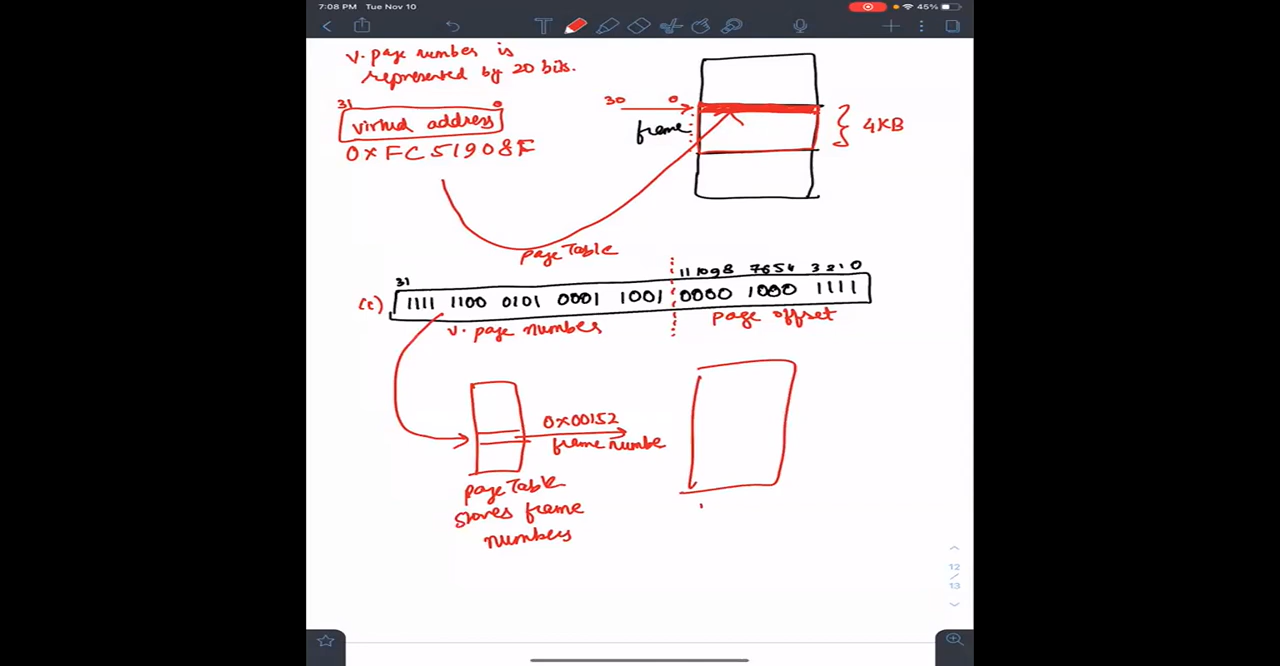 7:08 PM Tue Nov 10
45%
V. page number is
represented by 20 bits.
31 0
virtual address
0xFC51908F
30 0
frame
4KB
page Table
31 11 10 9 8 7 6 5 4 3 2 1 0
(c) 1111 1100 0101 0001 1001 0000 1000 1111
V. page number
page offset
0x00152
frame numbe
page Table
stores frame
numbers
12
/
13